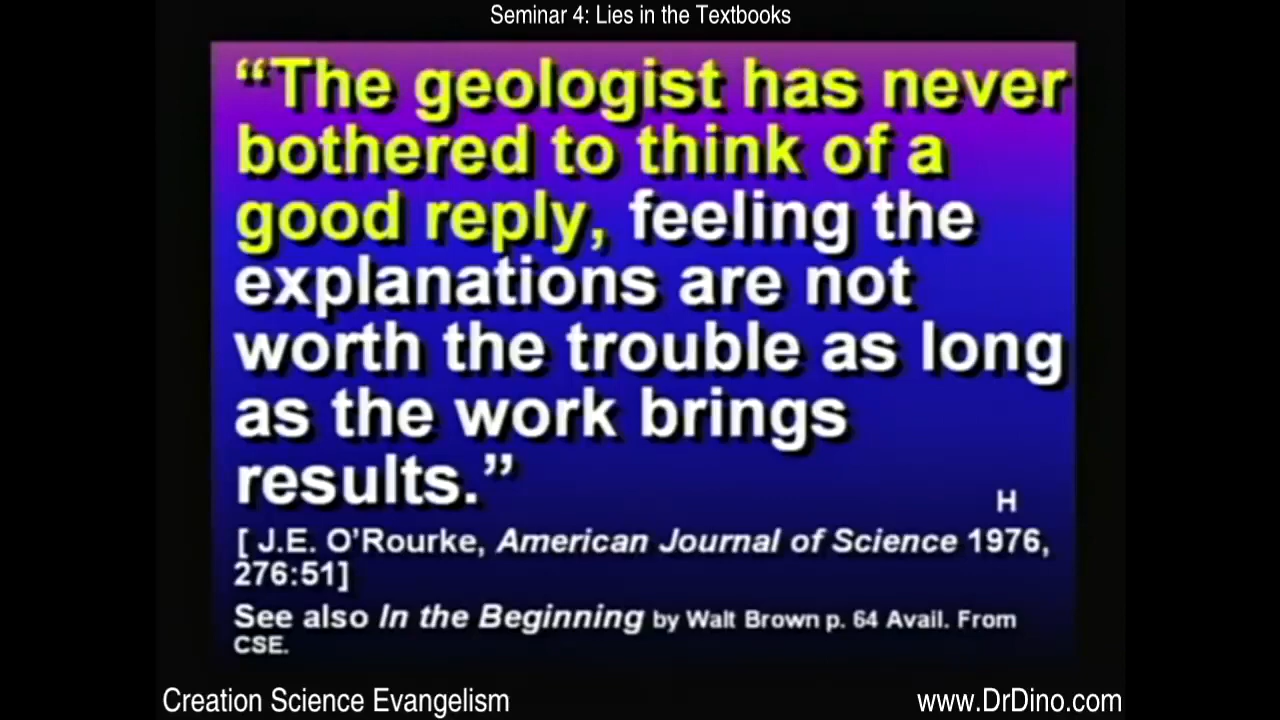 Seminar 4: Lies in the Textbooks
“The geologist has never
bothered to think of a
good reply, feeling the
explanations are not
worth the trouble as long
as the work brings
results.”
H
[ J.E. O’Rourke, American Journal of Science 1976,
276:51]
See also In the Beginning by Walt Brown p. 64 Avail. From
CSE.
Creation Science Evangelism
www.DrDino.com